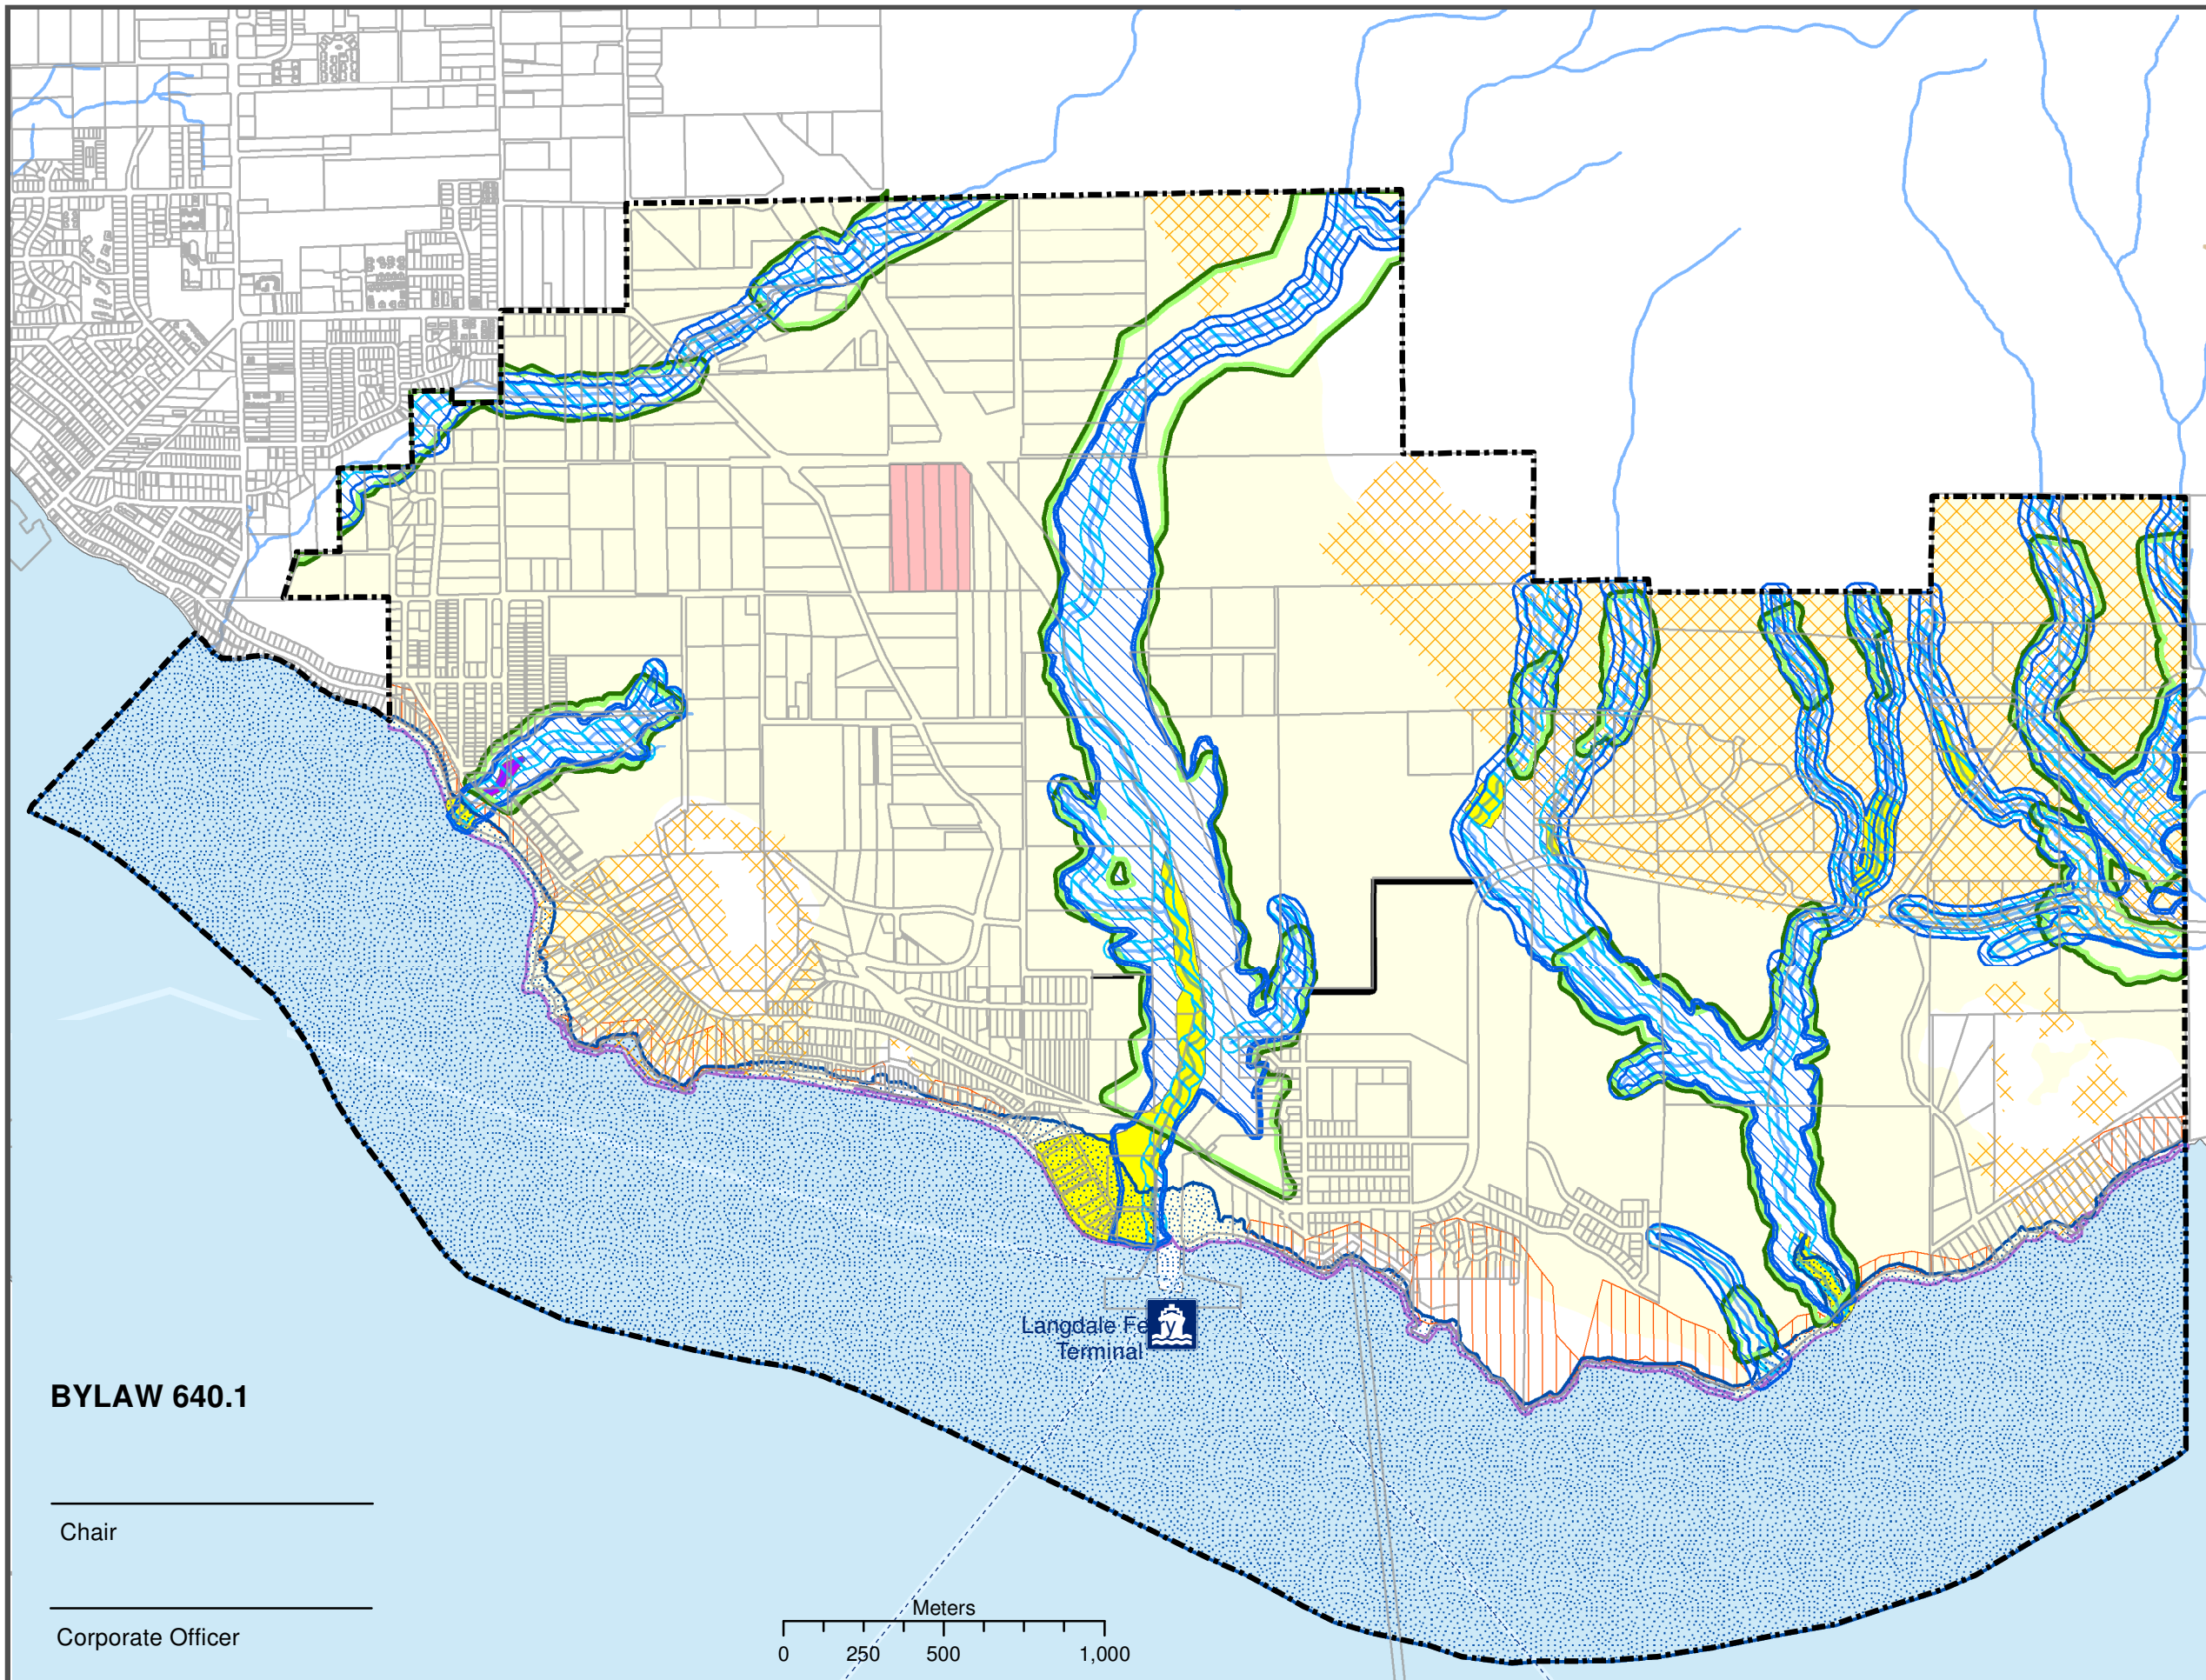 Langdale Ferry
Terminal
BYLAW 640.1
Chair
Corporate Officer
Meters
0 250 500 1,000